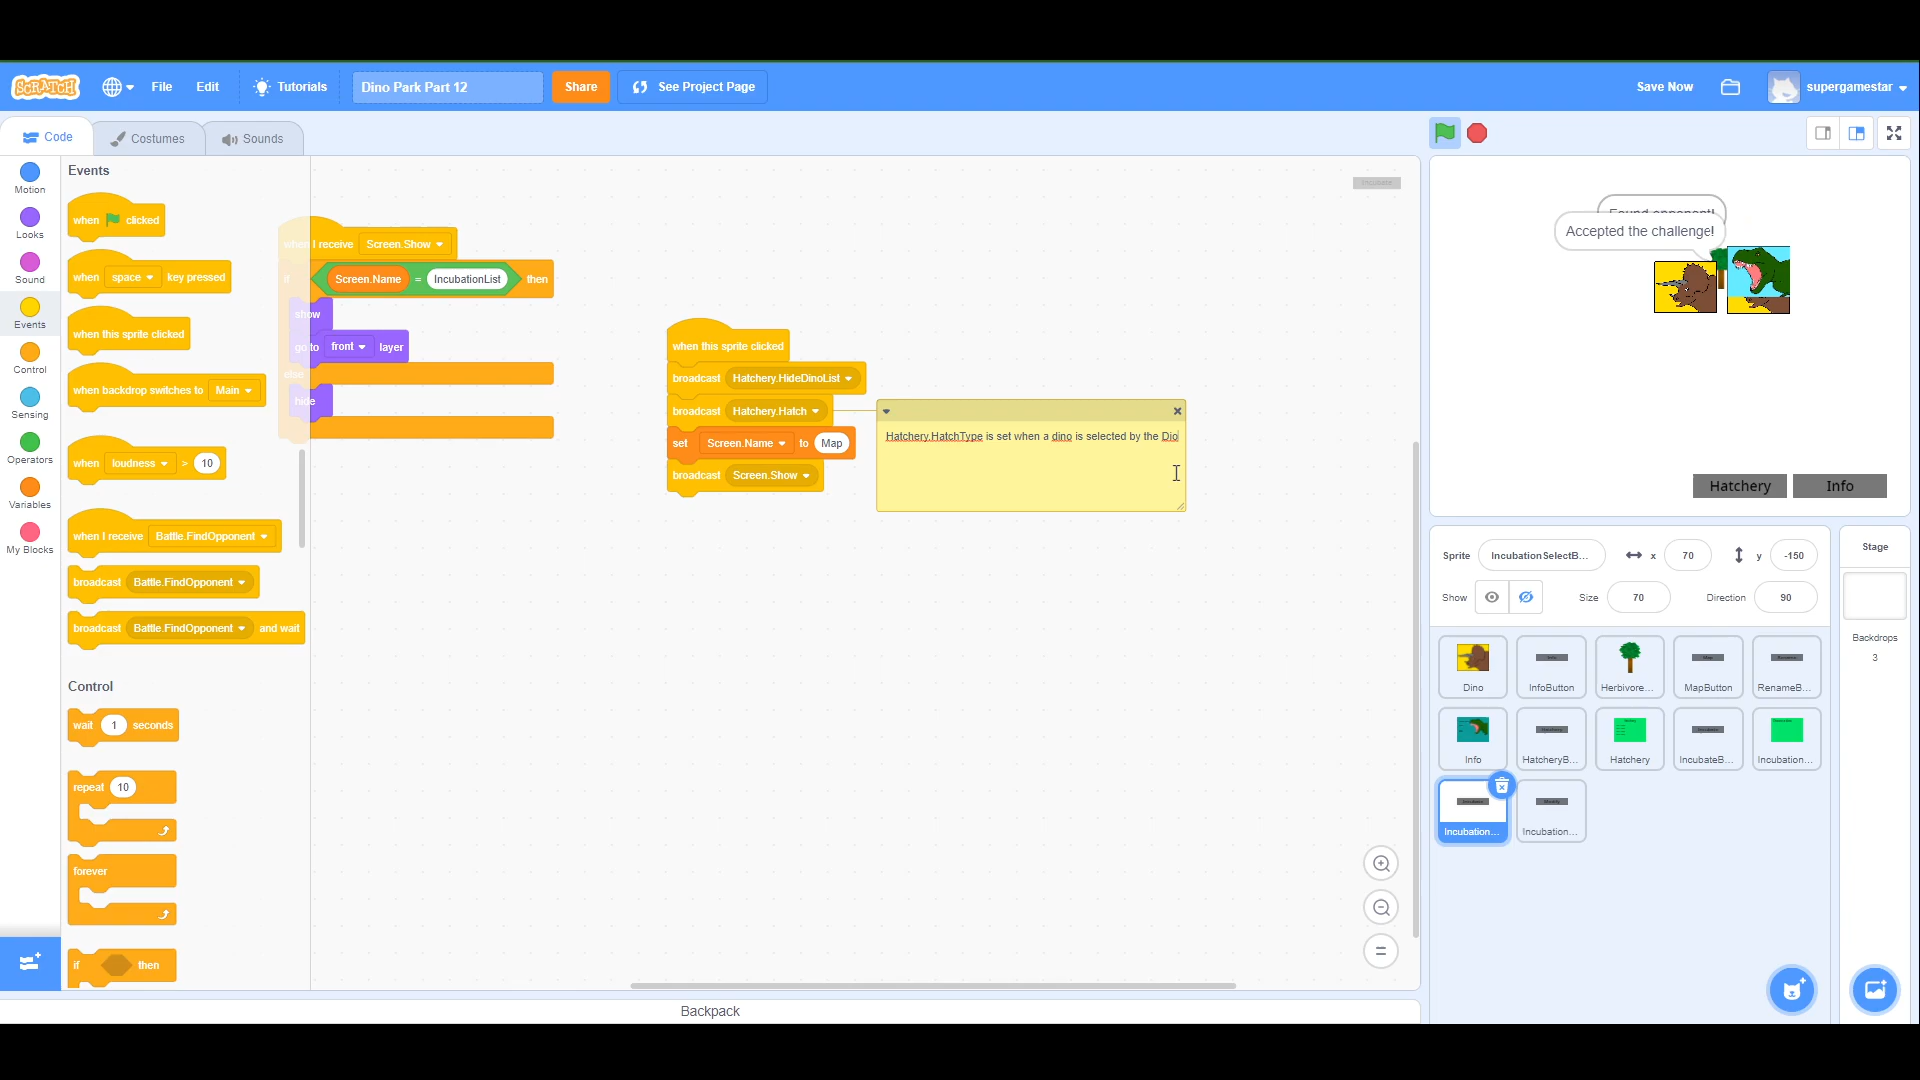 SCRATCH
File
Edit
Tutorials
Dino Park Part 12
Share
See Project Page
Save Now
supergamestar
Code
Costumes
Sounds
Motion
Looks
Sound
Events
Control
Sensing
Operators
Variables
My Blocks
Events
when clicked
when space key pressed
when this sprite clicked
when backdrop switches to Main
when loudness > 10
when I receive Battle.FindOpponent
broadcast Battle.FindOpponent
broadcast Battle.FindOpponent and wait
Control
wait 1 seconds
repeat 10
forever
if then
when I receive Screen.Show
if Screen.Name = IncubationList then
show
go to front layer
else
hide
when this sprite clicked
broadcast Hatchery.HideDinoList
broadcast Hatchery.Hatch
set Screen.Name to Map
broadcast Screen.Show
Hatchery.HatchType is set when a dino is selected by the Dio
Incubate
Backpack
Found opponent!
Accepted the challenge!
Hatchery
Info
Sprite IncubationSelectB... x 70 y -150
Show Size 70 Direction 90
Dino
InfoButton
Herbivore...
MapButton
RenameB...
Info
HatcheryB...
Hatchery
IncubateB...
Incubation...
Incubation...
Incubation...
Stage
Backdrops
3